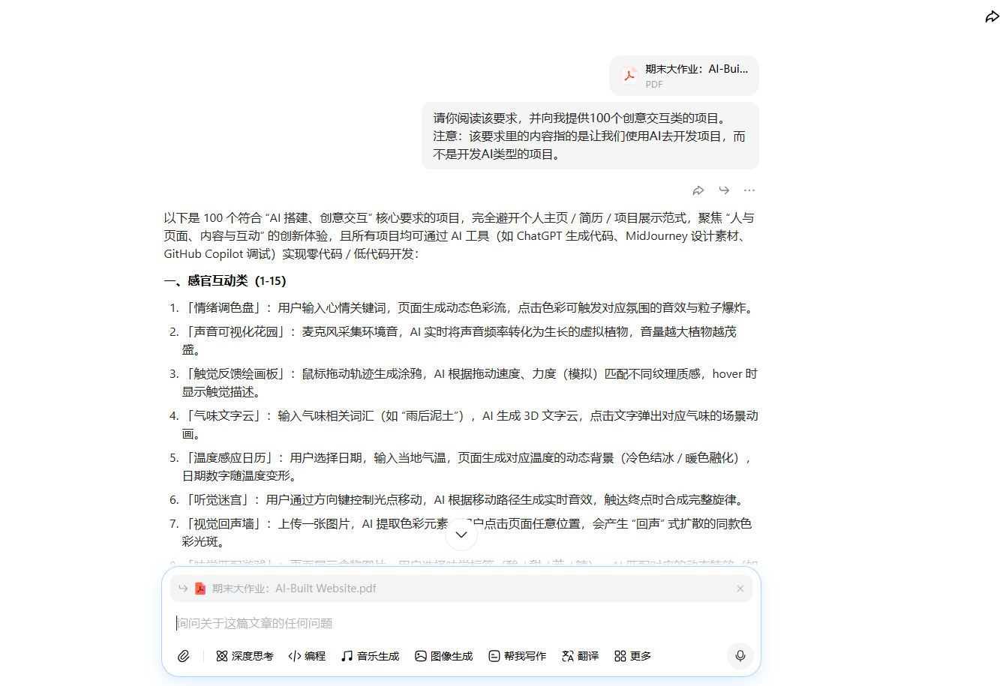 期末大作业：AI-Bui...
PDF
请你阅读该要求，并向我提供100个创意交互类的项目。
注意：该要求里的内容指的是让我们使用AI去开发项目，而
不是开发AI类型的项目。
以下是 100 个符合 “AI 搭建、创意交互” 核心要求的项目，完全避开个人主页 / 简历 / 项目展示范式，聚焦 “人与
页面、内容与互动” 的创新体验，且所有项目均可通过 AI 工具（如 ChatGPT 生成代码、MidJourney 设计素材、
GitHub Copilot 调试）实现零代码 / 低代码开发：
一、感官互动类（1-15）
1. 「情绪调色盘」：用户输入心情关键词，页面生成动态色彩流，点击色彩可触发对应氛围的音效与粒子爆炸。
2. 「声音可视化花园」：麦克风采集环境音，AI 实时将声音频率转化为生长的虚拟植物，音量越大植物越茂
盛。
3. 「触觉反馈绘画板」：鼠标拖动轨迹生成涂鸦，AI 根据拖动速度、力度（模拟）匹配不同纹理质感，hover 时
显示触觉描述。
4. 「气味文字云」：输入气味相关词汇（如 “雨后泥土”），AI 生成 3D 文字云，点击文字弹出对应气味的场景动
画。
5. 「温度感应日历」：用户选择日期，输入当地气温，页面生成对应温度的动态背景（冷色结冰 / 暖色融化），
日期数字随温度变形。
6. 「听觉迷宫」：用户通过方向键控制光点移动，AI 根据移动路径生成实时音效，触达终点时合成完整旋律。
7. 「视觉回声墙」：上传一张图片，AI 提取色彩元素 户点击页面任意位置，会产生 “回声” 式扩散的同款色
彩光斑。
期末大作业：AI-Built Website.pdf
询问关于这篇文章的任何问题
深度思考 编程 音乐生成 图像生成 帮我写作 翻译 更多